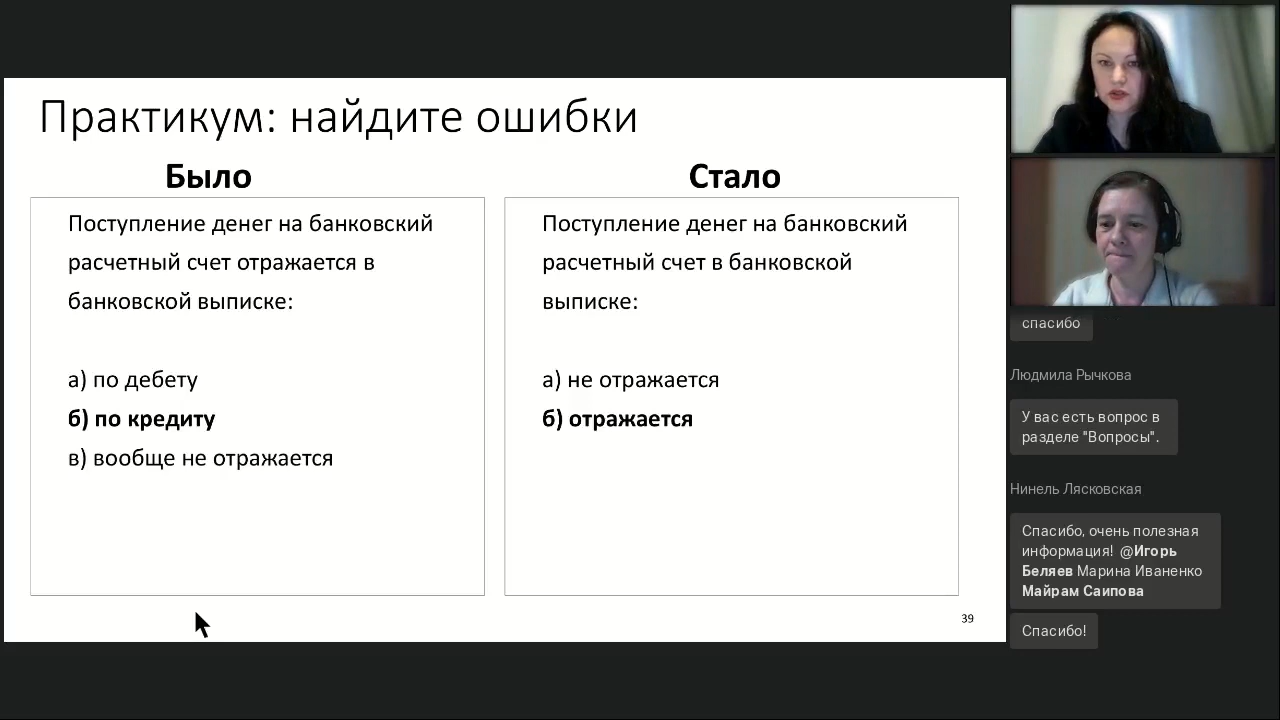 Практикум: найдите ошибки
Было
Поступление денег на банковский
расчетный счет отражается в
банковской выписке:
а) по дебету
б) по кредиту
в) вообще не отражается
Стало
Поступление денег на банковский
расчетный счет в банковской
выписке:
а) не отражается
б) отражается
39
спасибо
Людмила Рычкова
У вас есть вопрос в
разделе "Вопросы".
Нинель Лясковская
Спасибо, очень полезная
информация! @Игорь
Беляев Марина Иваненко
Майрам Саипова
Спасибо!